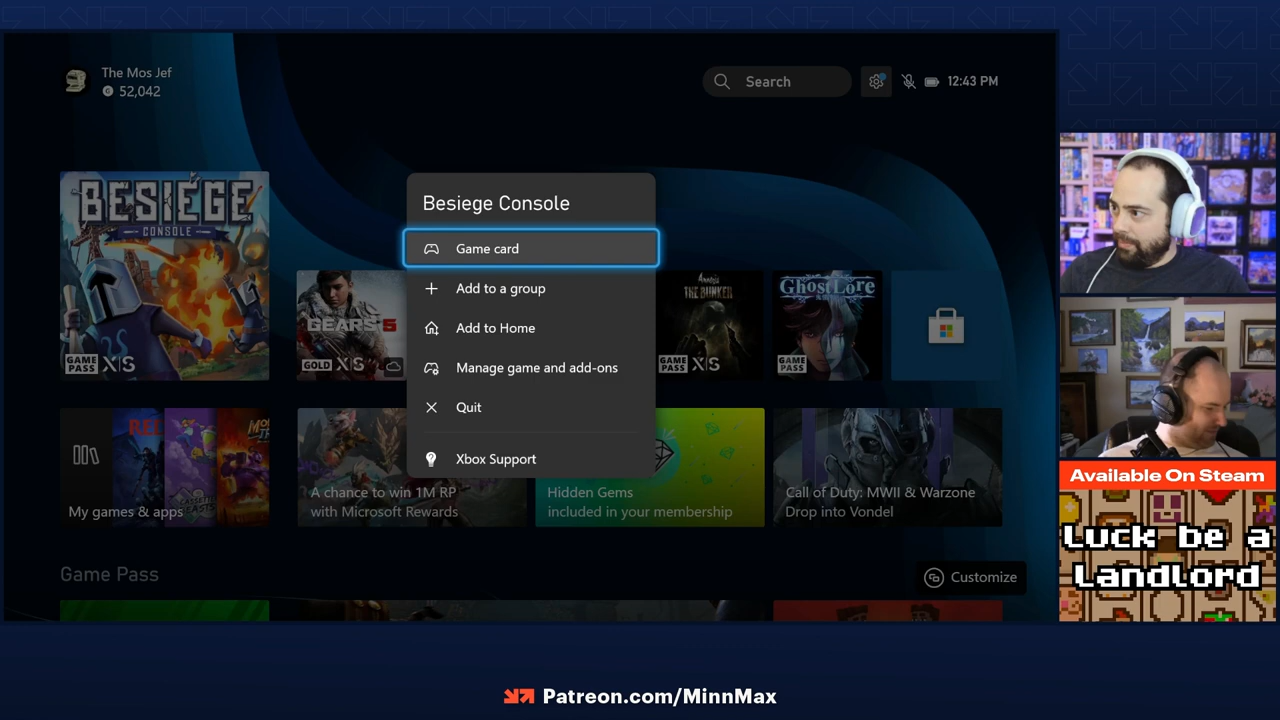 The Mos Jef
G 52,042
Search
12:43 PM
BESIEGE
CONSOLE
GAME
PASS
X|S
GEARS 5
GOLD
X|S
Besiege Console
Game card
Add to a group
Add to Home
Manage game and add-ons
Quit
Xbox Support
Amnesia
THE BUNKER
GAME
PASS
X|S
GhostLore
GAME
PASS
My games & apps
A chance to win 1M RP
with Microsoft Rewards
Hidden Gems
included in your membership
Call of Duty: MWII & Warzone
Drop into Vondel
Game Pass
Customize
Available On Steam
Luck be a
Landlord
Patreon.com/MinnMax